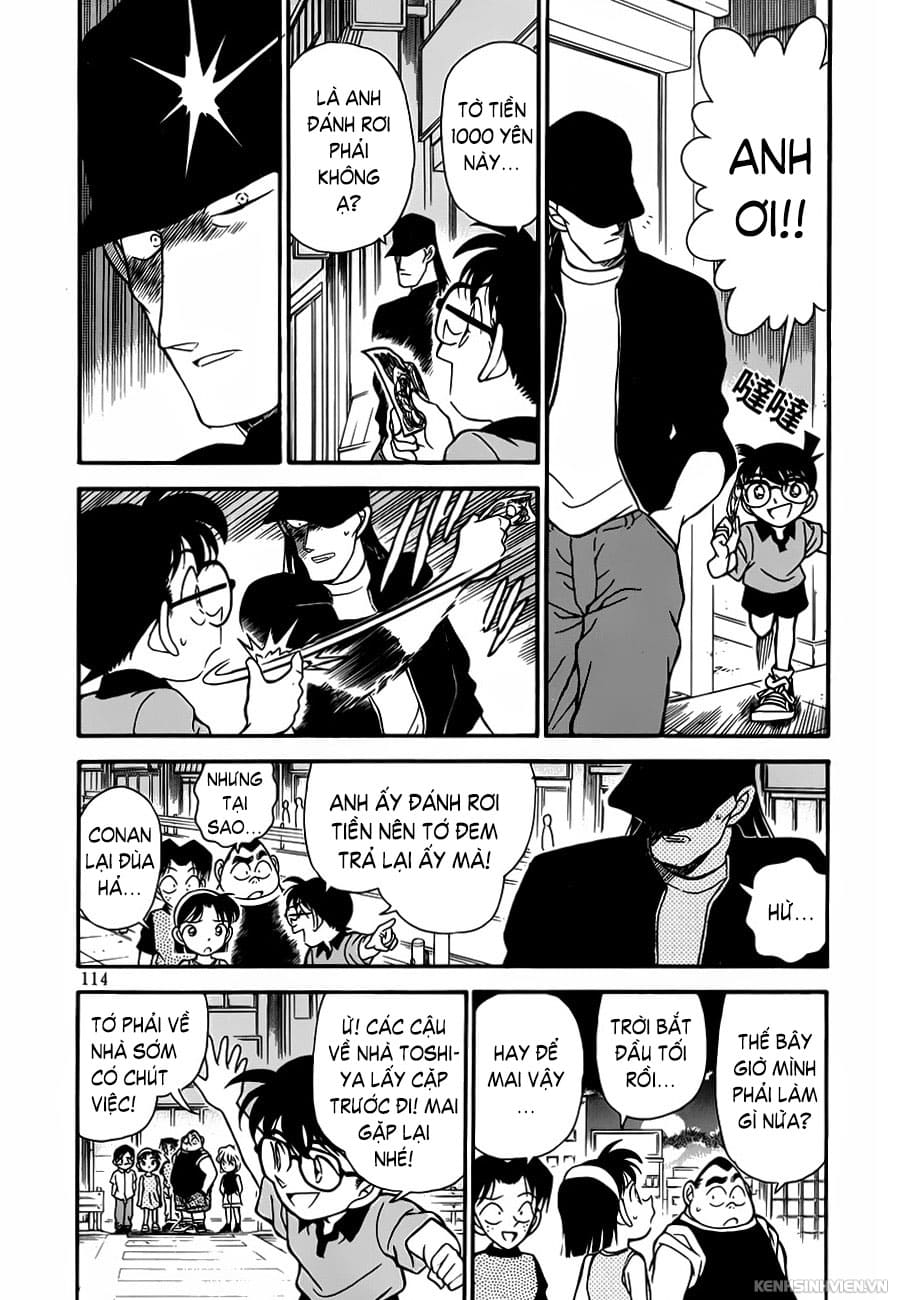 ANH
ƠI!!
噠噠
TỜ TIỀN
1000 YÊN
NÀY...
LÀ ANH
ĐÁNH RƠI
PHẢI
KHÔNG
Ạ?
HỪ...
ANH ẤY ĐÁNH RƠI
TIỀN NÊN TỚ ĐEM
TRẢ LẠI ẤY MÀ!
NHƯNG
TẠI
SAO...
CONAN
LẠI ĐÙA
HẢ...
114
THẾ BÂY
GIỜ MÌNH
PHẢI LÀM
GÌ NỮA?
TRỜI BẮT
ĐẦU TỐI
RỒI...
HAY ĐỂ
MAI VẬY
...
Ừ! CÁC CẬU
VỀ NHÀ TOSHI-
YA LẤY CẶP
TRƯỚC ĐI! MAI
GẶP LẠI
NHÉ!
TỚ PHẢI VỀ
NHÀ SỚM
CÓ CHÚT
VIỆC!
KENHSINHVIEN.VN